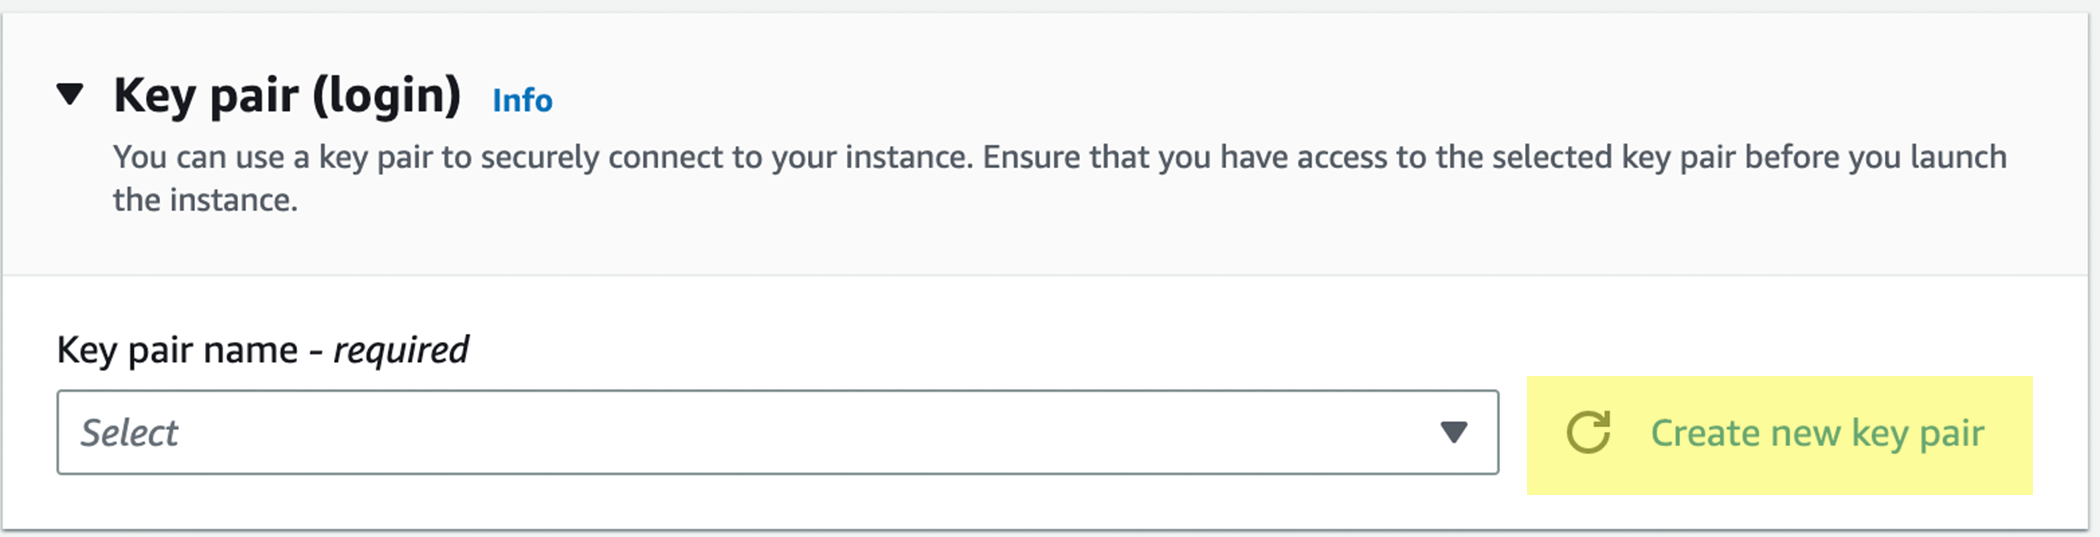 Key pair (login) Info
You can use a key pair to securely connect to your instance. Ensure that you have access to the selected key pair before you launch
the instance.
Key pair name - required
Select
Create new key pair